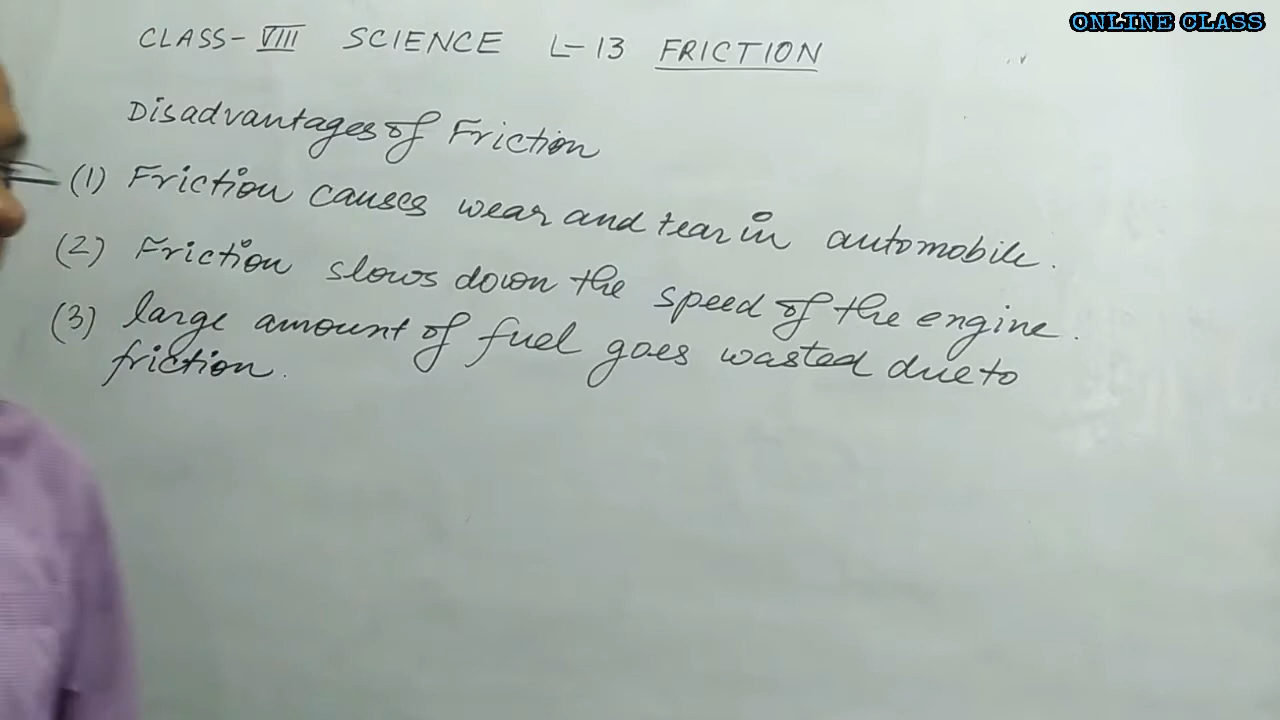 ONLINE CLASS
CLASS-VIII SCIENCE L-13 FRICTION
Disadvantages of Friction
(1) Friction causes wear and tear in automobile.
(2) Friction slows down the speed of the engine.
(3) large amount of fuel goes wasted due to
friction.